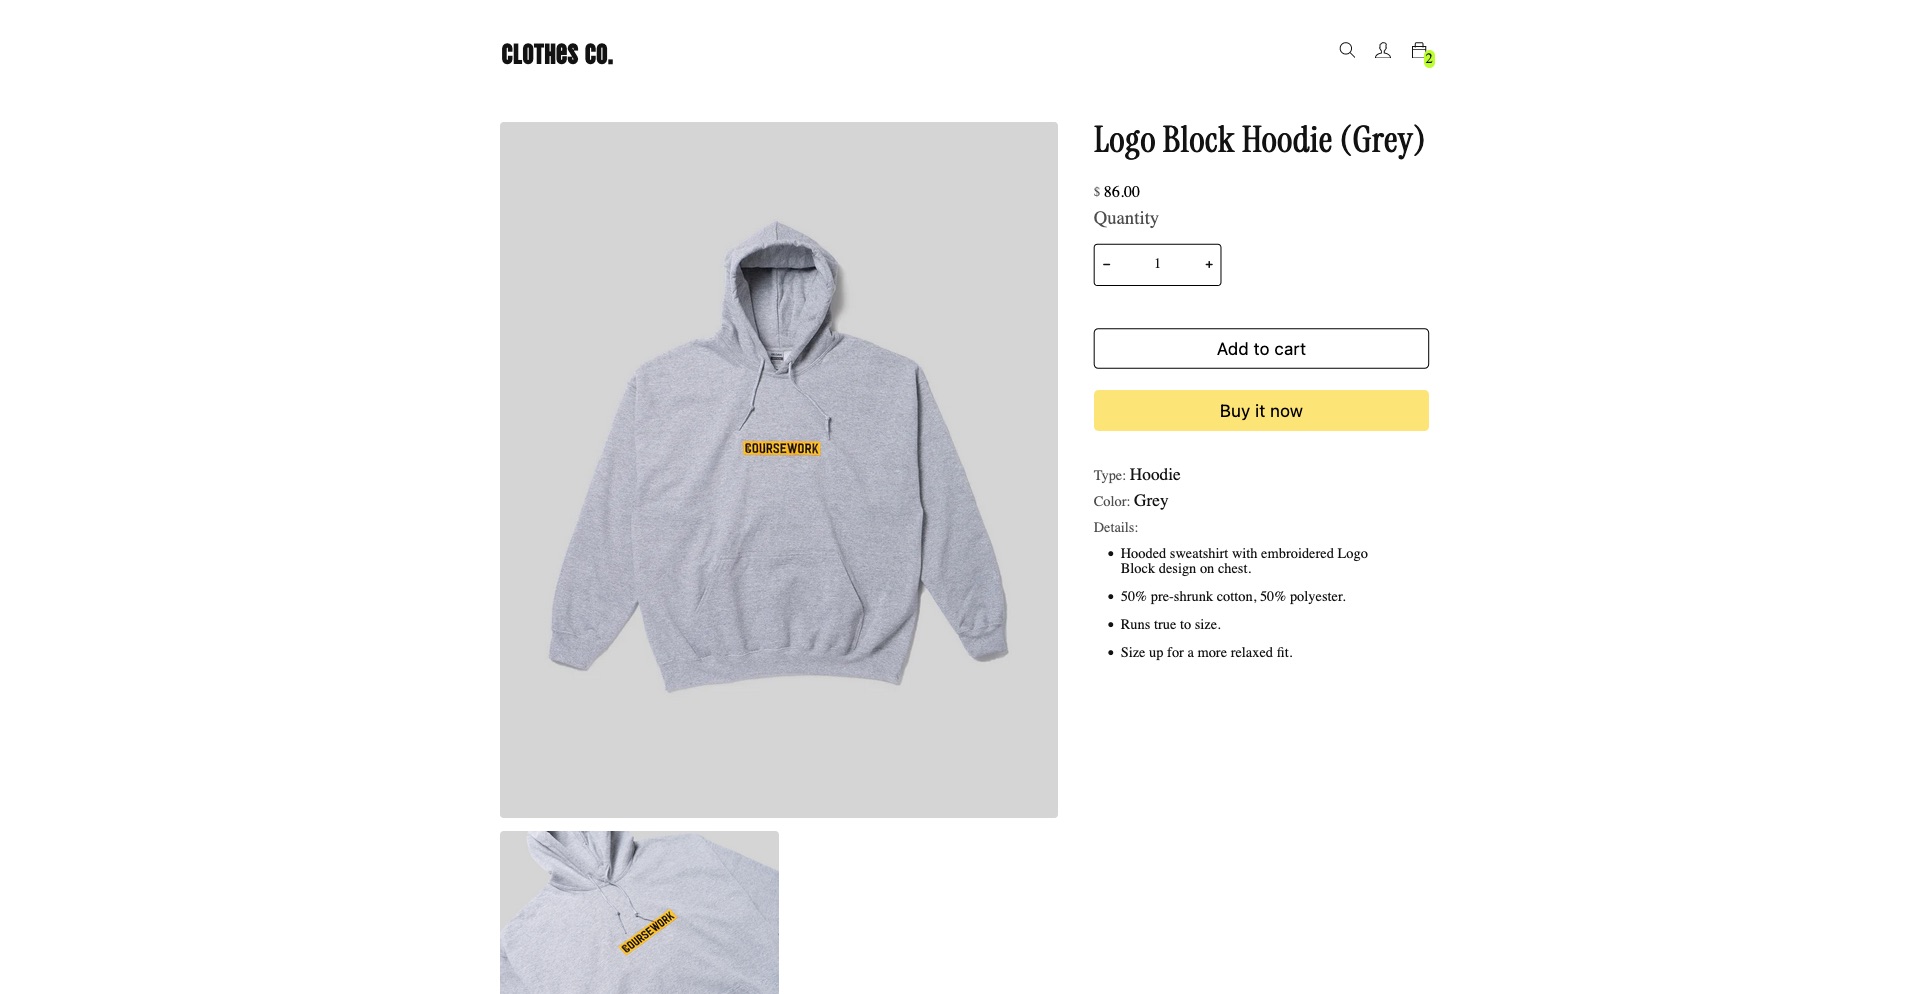 CLOTHES CO.
2
Logo Block Hoodie (Grey)
$ 86.00
Quantity
- 1 +
Add to cart
Buy it now
Type: Hoodie
Color: Grey
Details:
• Hooded sweatshirt with embroidered Logo
Block design on chest.
• 50% pre-shrunk cotton, 50% polyester.
• Runs true to size.
• Size up for a more relaxed fit.
COURSEWORK
COURSEWORK